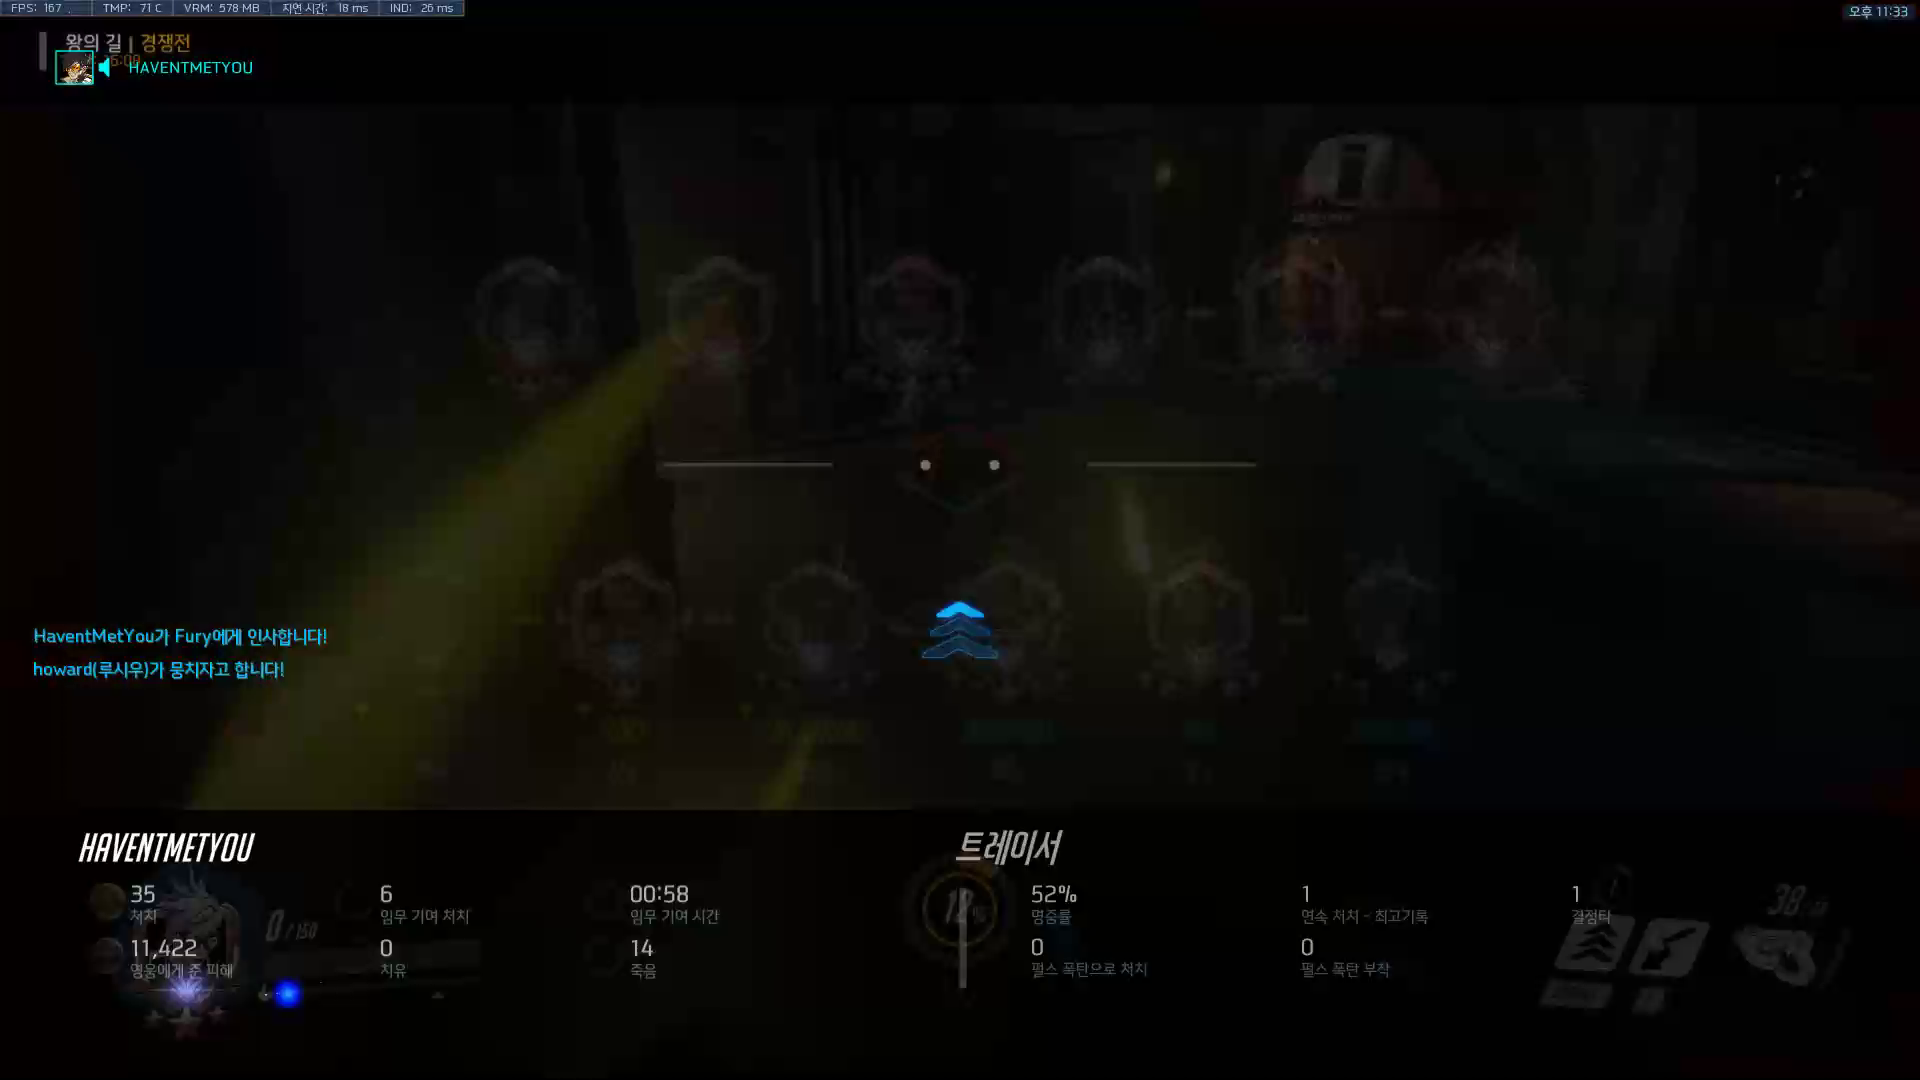 FPS: 167 TMP: 71 C VRM: 578 MB 지연 시간: 18 ms IND: 26 ms
오후 11:33
왕의 길 | 경쟁전
HAVENTMETYOU
HaventMetYou가 Fury에게 인사합니다!
howard(루시우)가 뭉치자고 합니다!
HAVENTMETYOU
트레이서
35
처치
6
임무 기여 처치
00:58
임무 기여 시간
52%
명중률
1
연속 처치 - 최고기록
1
결정타
11,422
영웅에게 준 피해
0
치유
14
죽음
0
펄스 폭탄으로 처치
0
펄스 폭탄 부착
0/150
38